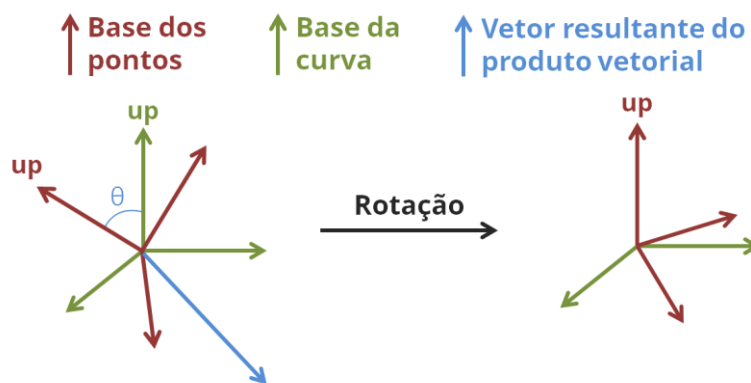 Base dos
pontos
Base da
curva
Vetor resultante do
produto vetorial
up
up
θ
Rotação
up